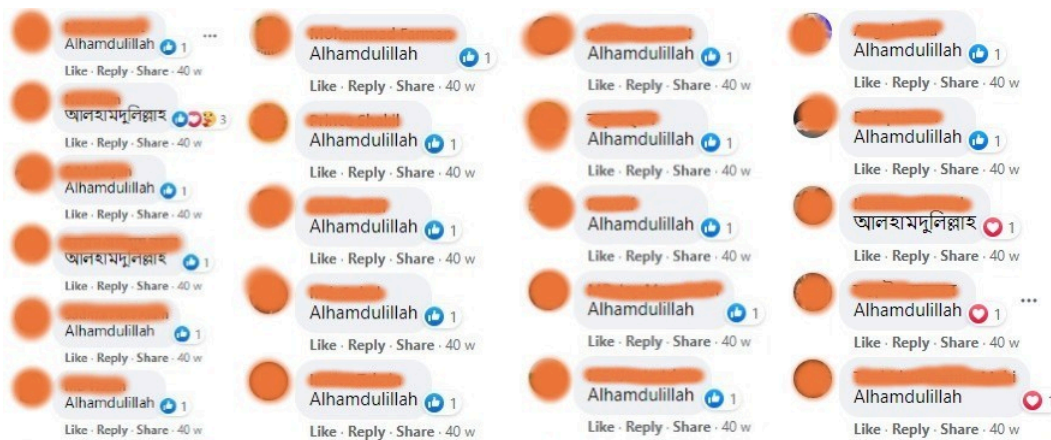 Alhamdulillah 1
Like · Reply · Share · 40 w
আলহামদুলিল্লাহ 3
Like · Reply · Share · 40 w
Alhamdulillah 1
Like · Reply · Share · 40 w
আলহামদুলিল্লাহ 1
Like · Reply · Share · 40 w
Alhamdulillah 1
Like · Reply · Share · 40 w
Alhamdulillah 1
Like · Reply · Share · 40 w
Alhamdulillah 1
Like · Reply · Share · 40 w
Alhamdulillah 1
Like · Reply · Share · 40 w
Alhamdulillah 1
Like · Reply · Share · 40 w
Alhamdulillah 1
Like · Reply · Share · 40 w
Alhamdulillah 1
Like · Reply · Share · 40 w
Alhamdulillah 1
Like · Reply · Share · 40 w
Alhamdulillah 1
Like · Reply · Share · 40 w
Alhamdulillah 1
Like · Reply · Share · 40 w
Alhamdulillah 1
Like · Reply · Share · 40 w
Alhamdulillah 1
Like · Reply · Share · 40 w
Alhamdulillah 1
Like · Reply · Share · 40 w
Alhamdulillah 1
Like · Reply · Share · 40 w
আলহামদুলিল্লাহ 1
Like · Reply · Share · 40 w
Alhamdulillah 1
Like · Reply · Share · 40 w
Alhamdulillah 1
Like · Reply · Share · 40 w